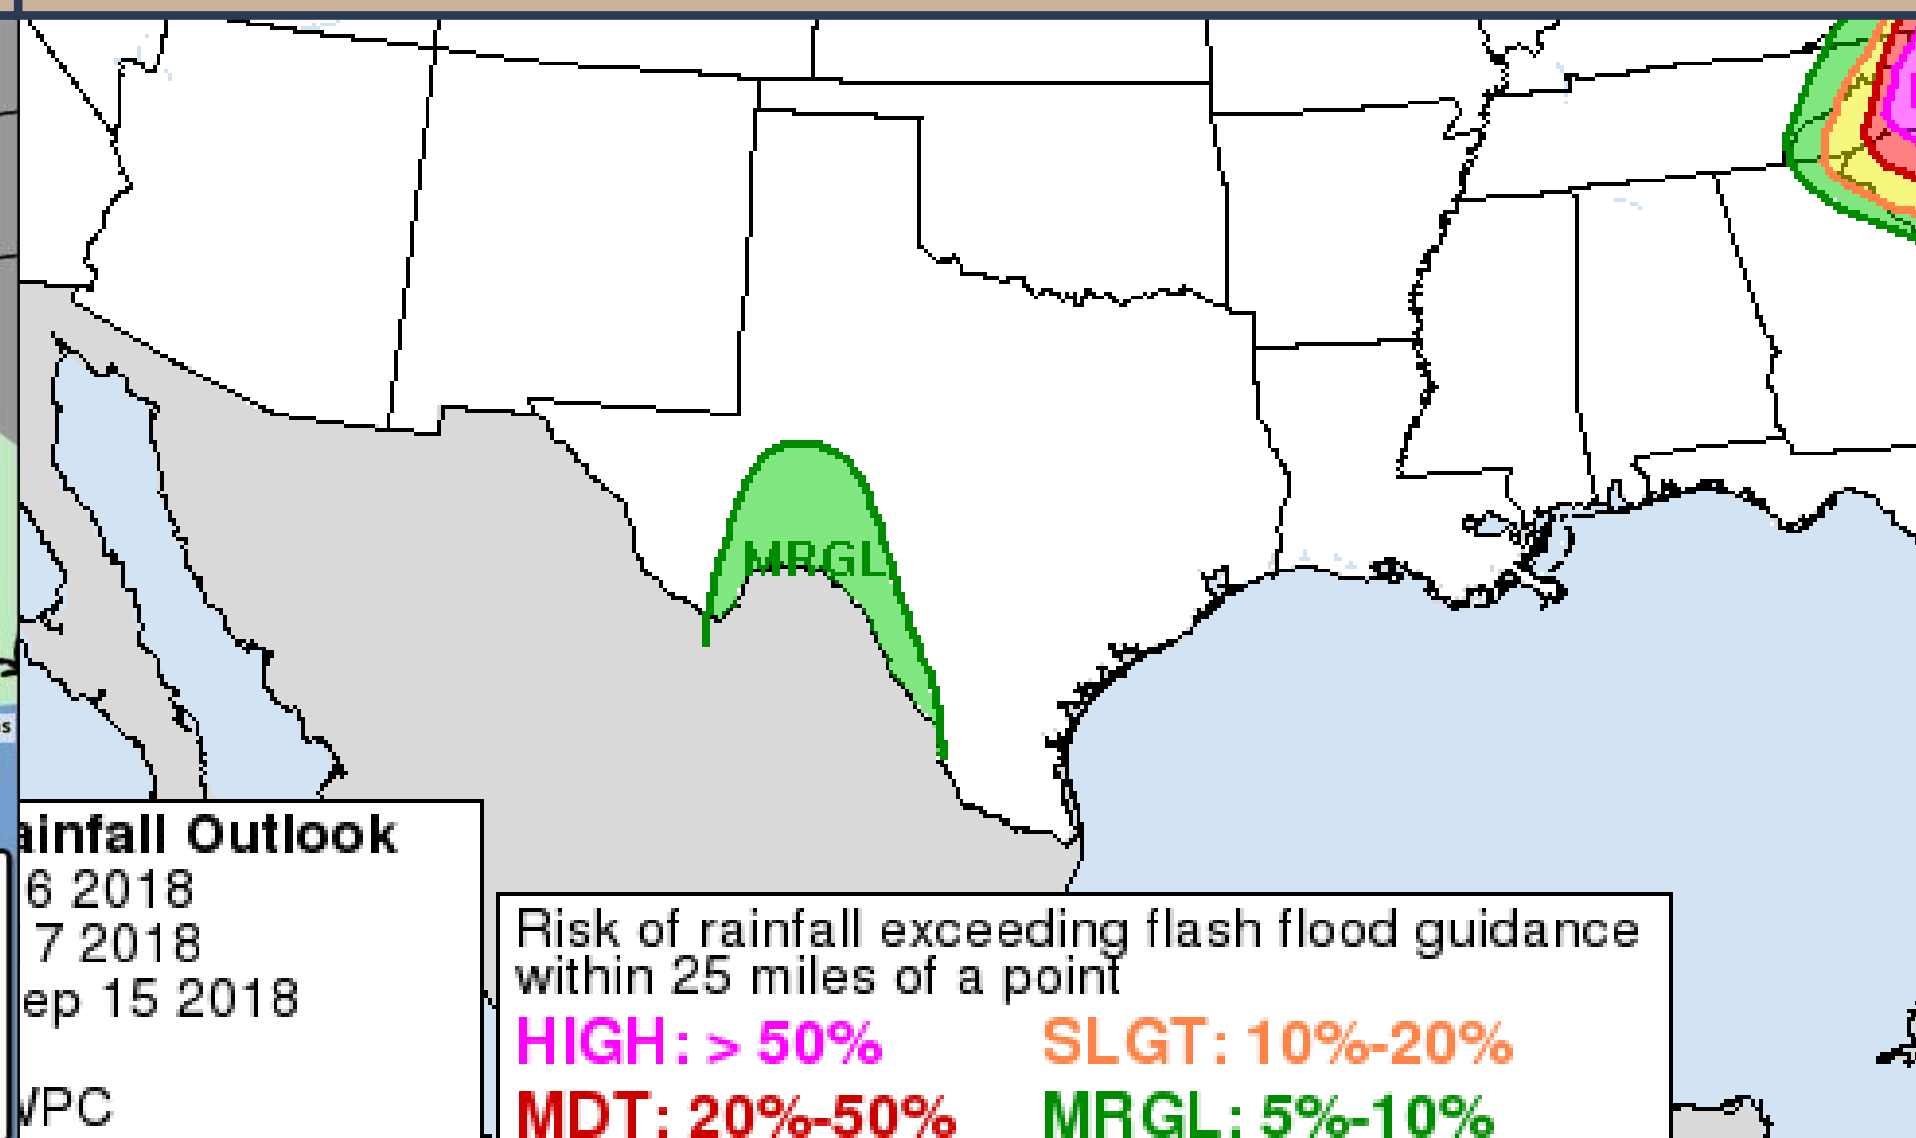 MRGL
ainfall Outlook
6 2018
7 2018
ep 15 2018
WPC
Risk of rainfall exceeding flash flood guidance
within 25 miles of a point
HIGH: > 50%
SLGT: 10%-20%
MDT: 20%-50%
MRGL: 5%-10%